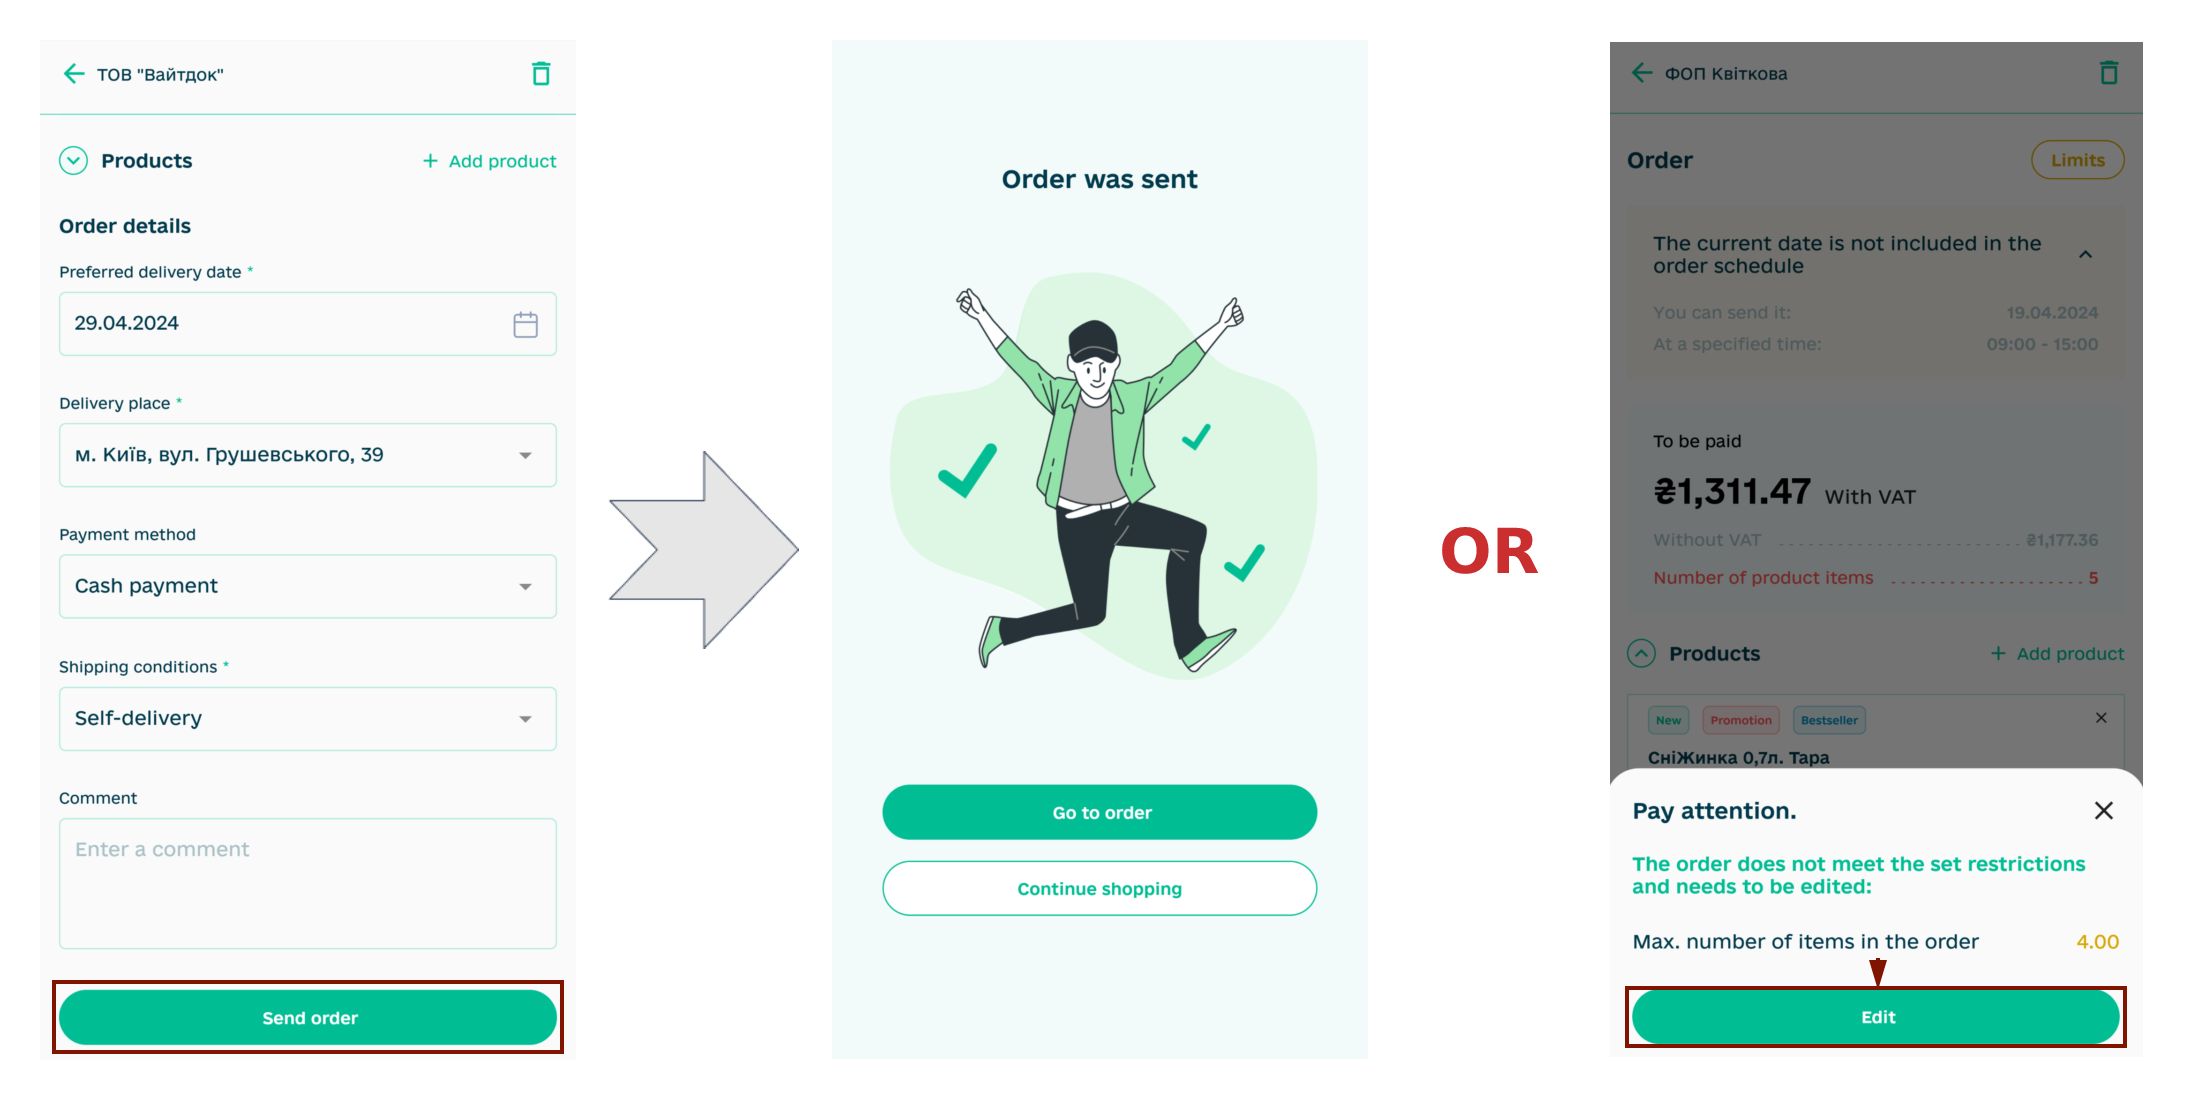 ТОВ "Вайтдок"
Products
+ Add product
Order details
Preferred delivery date *
29.04.2024
Delivery place *
м. Київ, вул. Грушевського, 39
Payment method
Cash payment
Shipping conditions *
Self-delivery
Comment
Enter a comment
Send order
Order was sent
Go to order
Continue shopping
OR
ФОП Квіткова
Order
Limits
The current date is not included in the
order schedule
You can send it: 19.04.2024
At a specified time: 09:00 - 15:00
To be paid
₴1,311.47 With VAT
Without VAT ........................ ₴1,177.36
Number of product items .................... 5
Products
+ Add product
New Promotion Bestseller
СніЖинка 0,7л. Тара
Pay attention.
The order does not meet the set restrictions
and needs to be edited:
Max. number of items in the order 4.00
Edit